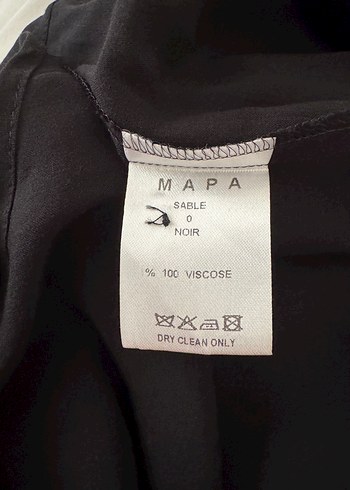 MAPA
SABLE
0
NOIR
% 100 VISCOSE
DRY CLEAN ONLY